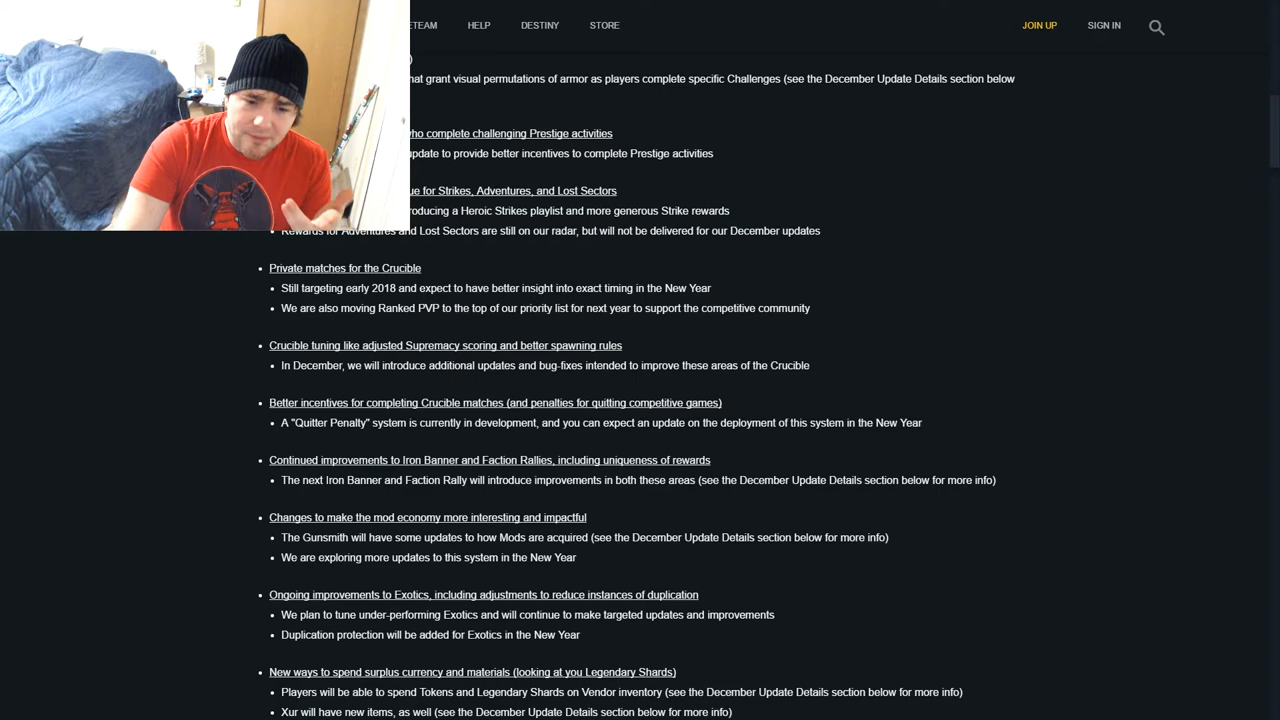 ETEAM HELP DESTINY STORE JOIN UP SIGN IN
)
hat grant visual permutations of armor as players complete specific Challenges (see the December Update Details section below
ho complete challenging Prestige activities
update to provide better incentives to complete Prestige activities
ue for Strikes, Adventures, and Lost Sectors
roducing a Heroic Strikes playlist and more generous Strike rewards
Rewards for Adventures and Lost Sectors are still on our radar, but will not be delivered for our December updates
Private matches for the Crucible
Still targeting early 2018 and expect to have better insight into exact timing in the New Year
We are also moving Ranked PVP to the top of our priority list for next year to support the competitive community
Crucible tuning like adjusted Supremacy scoring and better spawning rules
In December, we will introduce additional updates and bug-fixes intended to improve these areas of the Crucible
Better incentives for completing Crucible matches (and penalties for quitting competitive games)
A "Quitter Penalty" system is currently in development, and you can expect an update on the deployment of this system in the New Year
Continued improvements to Iron Banner and Faction Rallies, including uniqueness of rewards
The next Iron Banner and Faction Rally will introduce improvements in both these areas (see the December Update Details section below for more info)
Changes to make the mod economy more interesting and impactful
The Gunsmith will have some updates to how Mods are acquired (see the December Update Details section below for more info)
We are exploring more updates to this system in the New Year
Ongoing improvements to Exotics, including adjustments to reduce instances of duplication
We plan to tune under-performing Exotics and will continue to make targeted updates and improvements
Duplication protection will be added for Exotics in the New Year
New ways to spend surplus currency and materials (looking at you Legendary Shards)
Players will be able to spend Tokens and Legendary Shards on Vendor inventory (see the December Update Details section below for more info)
Xur will have new items, as well (see the December Update Details section below for more info)